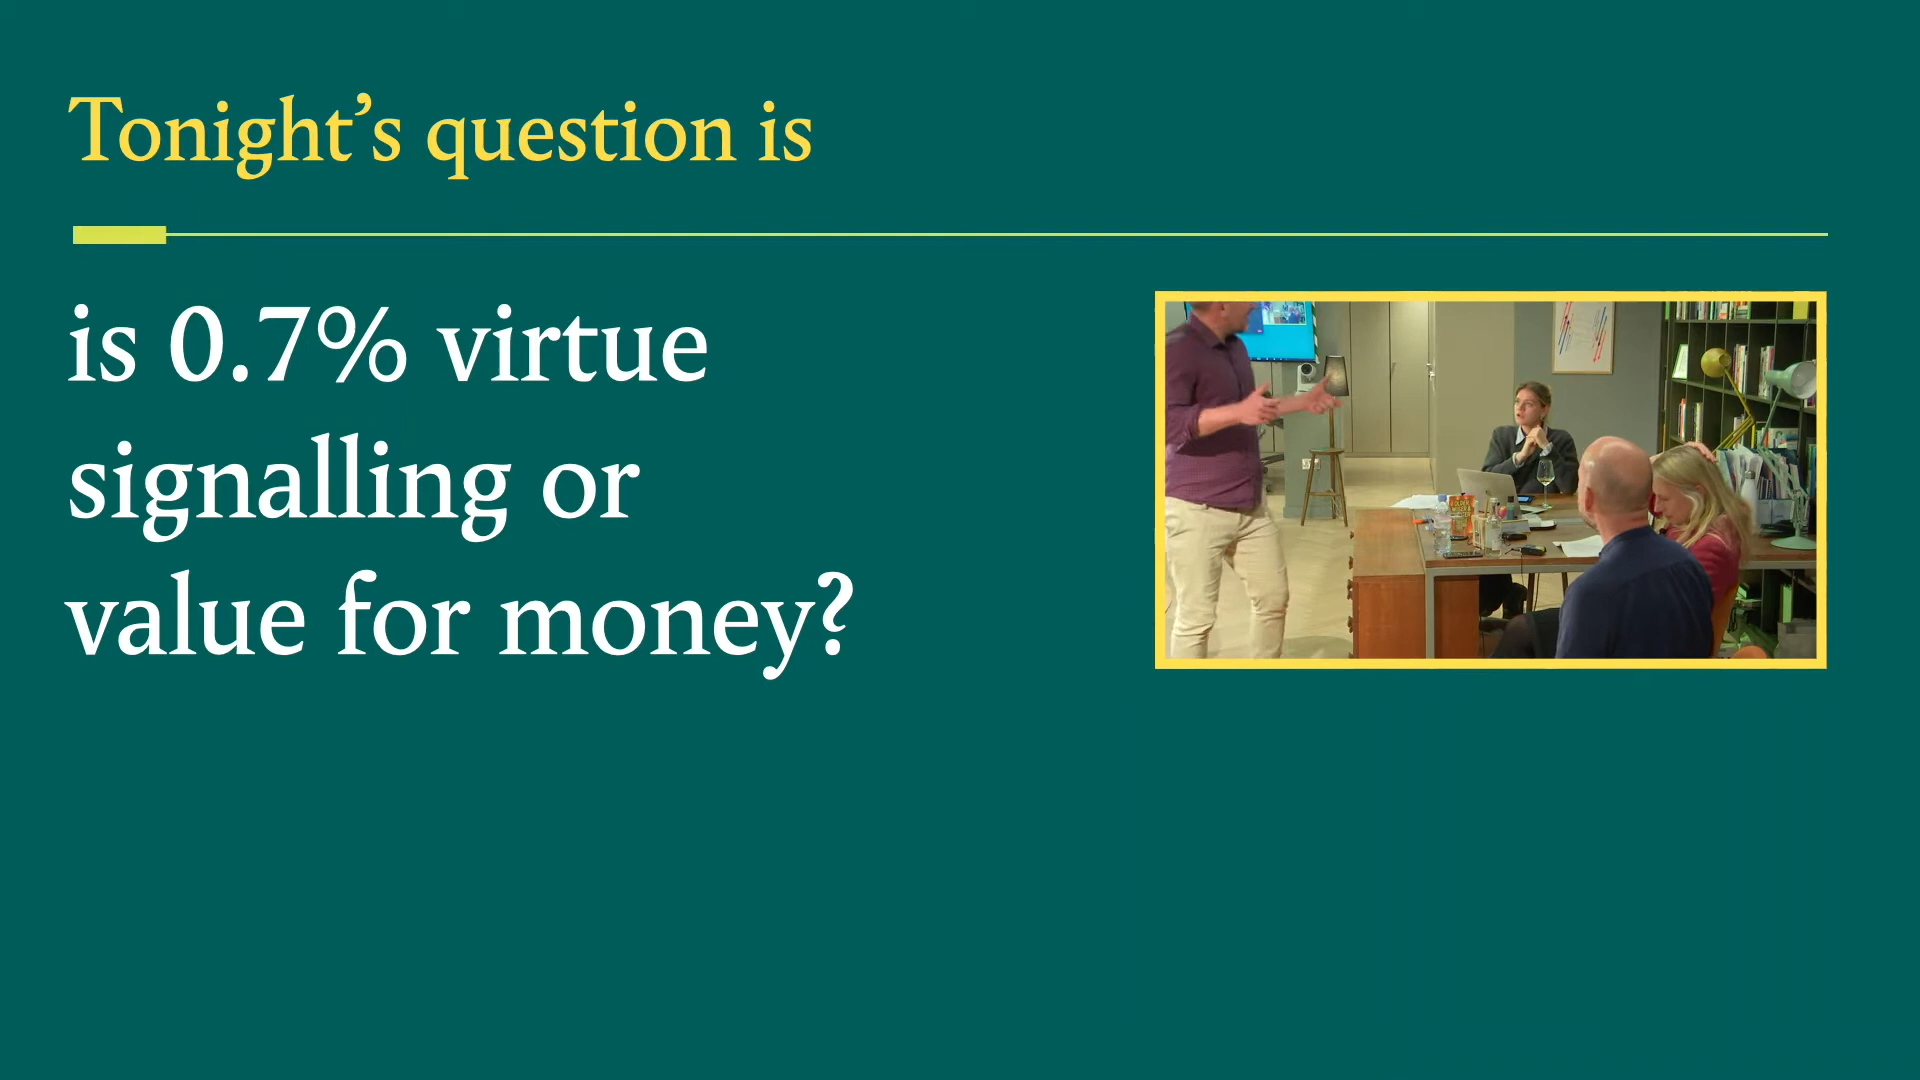 Tonight's question is
is 0.7% virtue
signalling or
value for money?